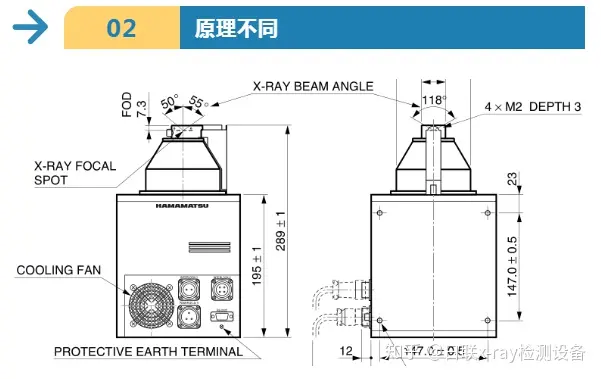 02
原理不同
FOD
7.3
50°
55°
X-RAY BEAM ANGLE
118°
4 × M2 DEPTH 3
X-RAY FOCAL
SPOT
HAMAMATSU
195 ± 1
289 ± 1
23
147.0 ± 0.5
COOLING FAN
PROTECTIVE EARTH TERMINAL
12
147.0 ± 0.5
知乎 @日联x-ray检测设备